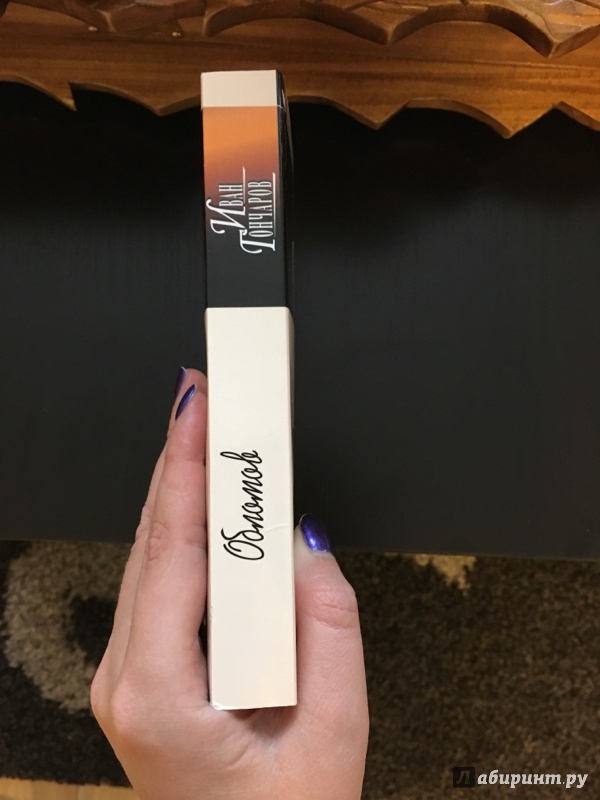 Иван
Гончаров
Обломов
Лабиринт.ру